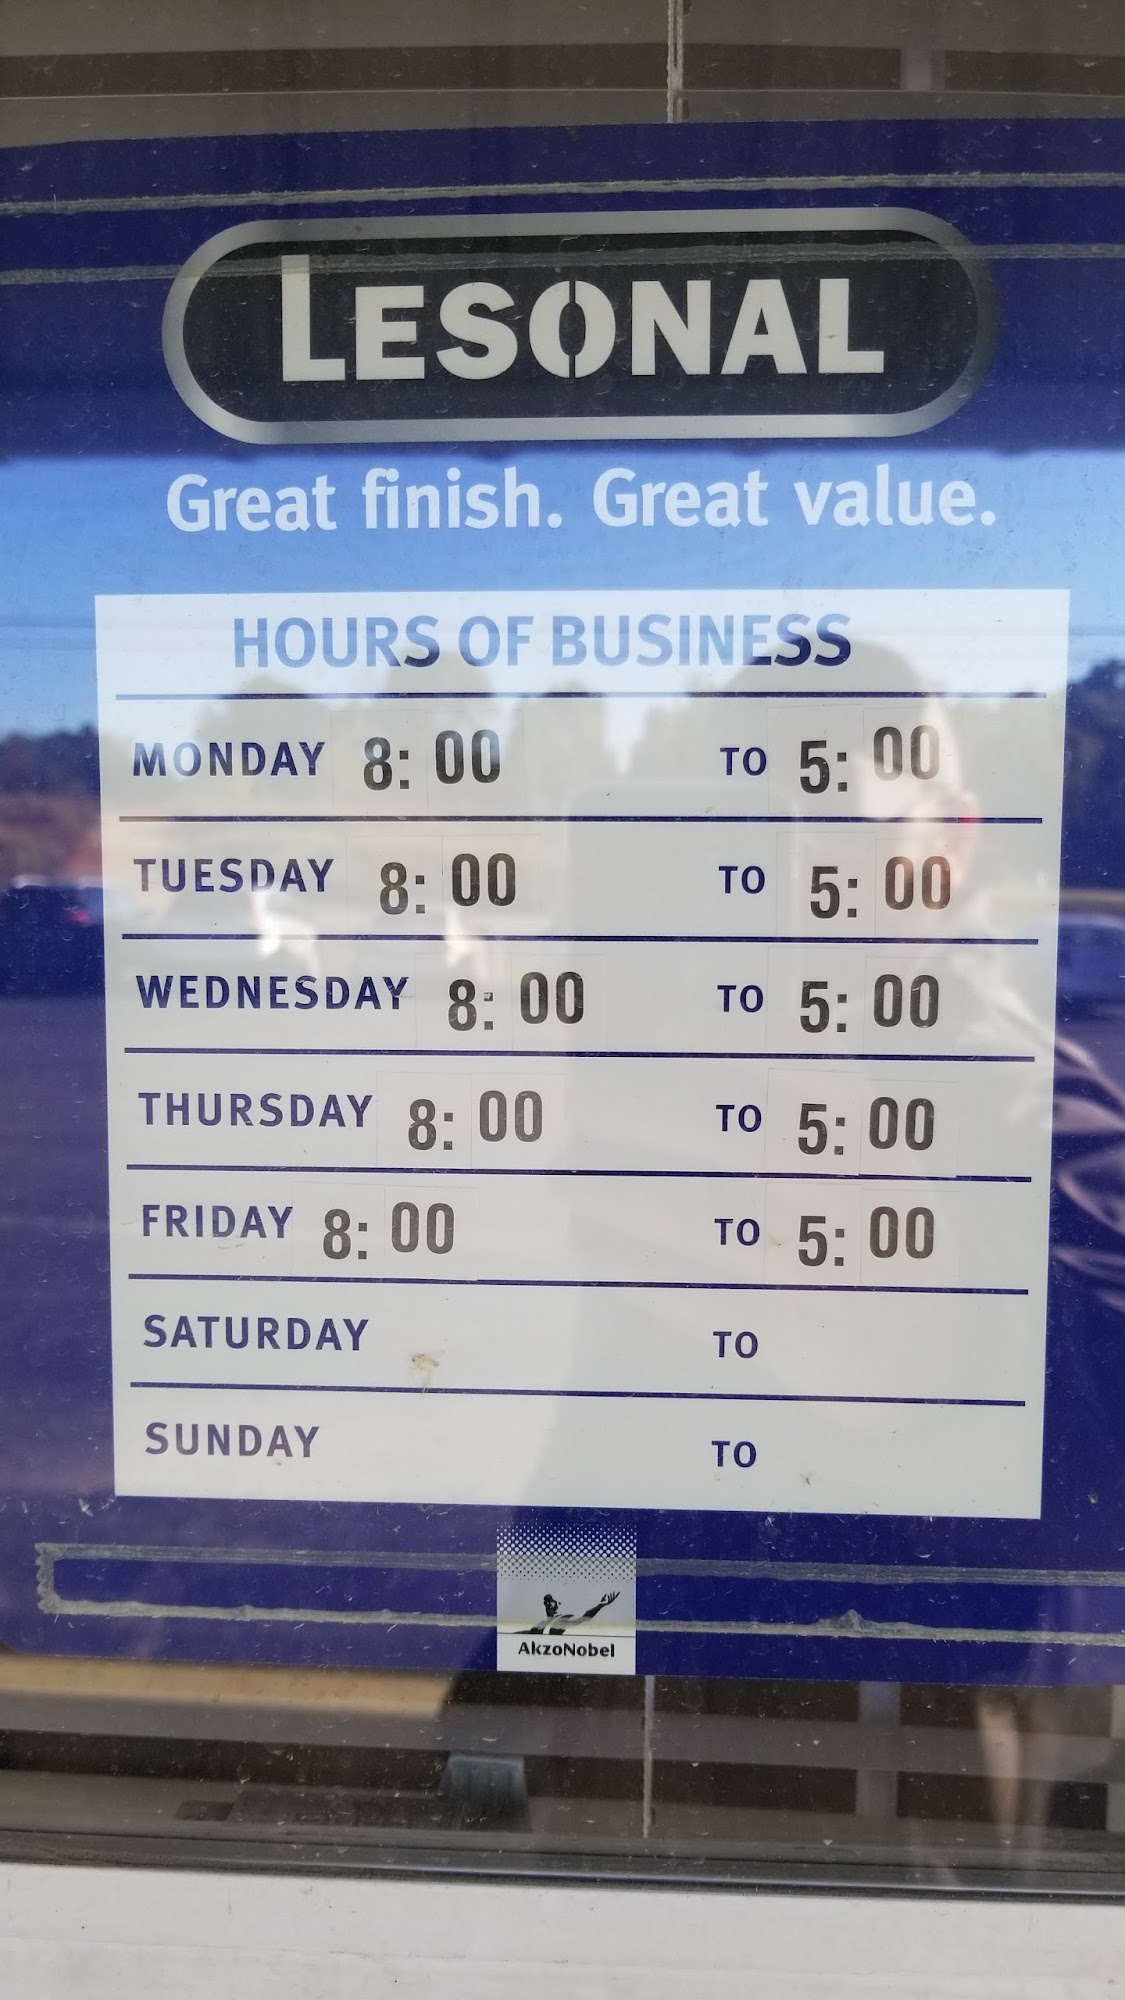 LESONAL
Great finish. Great value.
HOURS OF BUSINESS
MONDAY 8:00 TO 5:00
TUESDAY 8:00 TO 5:00
WEDNESDAY 8:00 TO 5:00
THURSDAY 8:00 TO 5:00
FRIDAY 8:00 TO 5:00
SATURDAY TO
SUNDAY TO
AkzoNobel